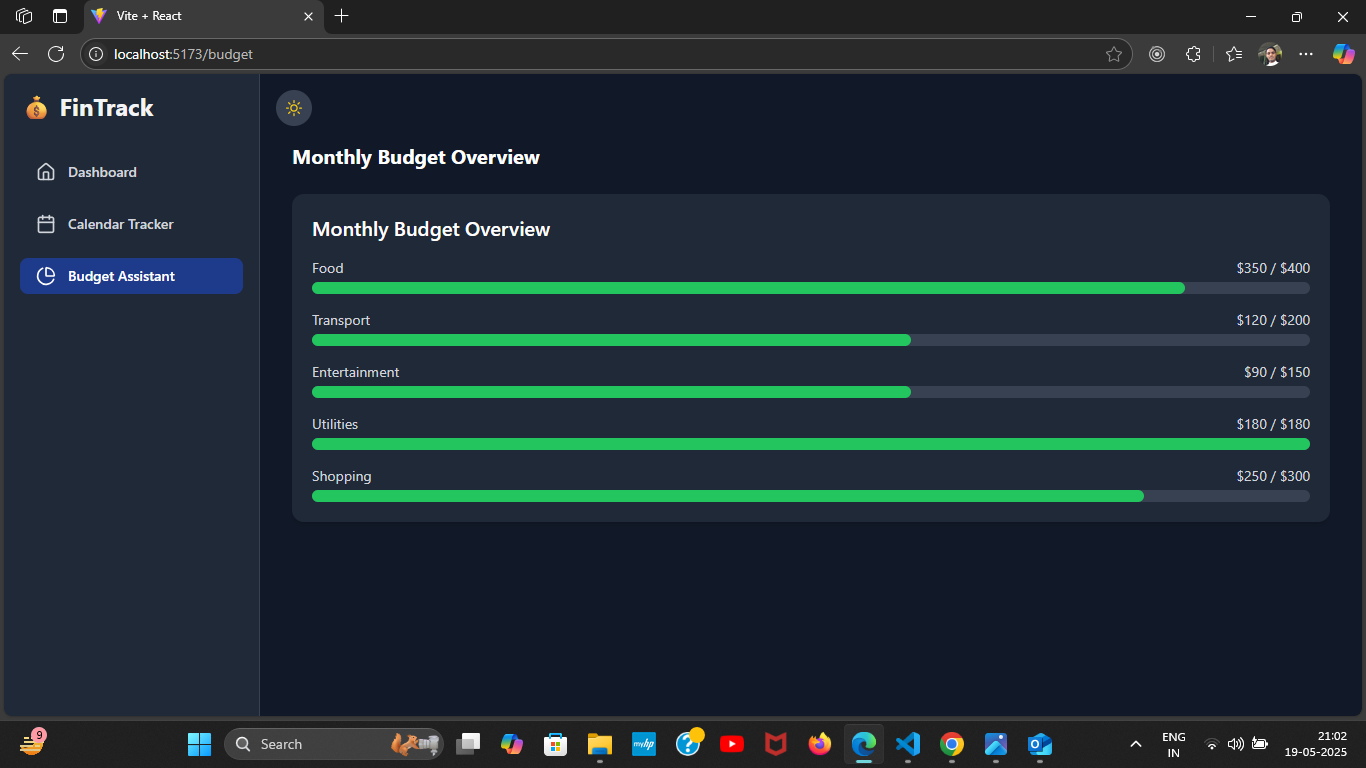 Vite + React
localhost:5173/budget
FinTrack
Dashboard
Calendar Tracker
Budget Assistant
Monthly Budget Overview
Monthly Budget Overview
Food $350 / $400
Transport $120 / $200
Entertainment $90 / $150
Utilities $180 / $180
Shopping $250 / $300
9
Search
myhp
ENG
IN
21:02
19-05-2025